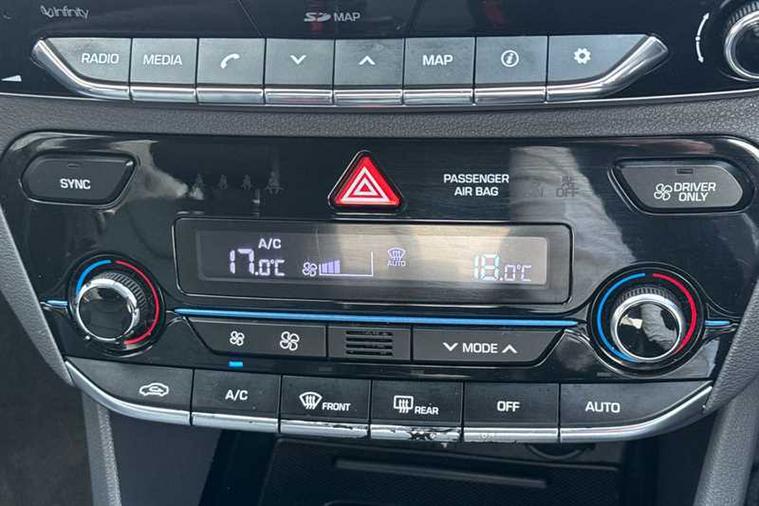 infinity
SD MAP
RADIO MEDIA MAP i
SYNC
PASSENGER
AIR BAG
OFF
DRIVER
ONLY
A/C
17.0°C
AUTO
18.0°C
MODE
A/C FRONT REAR OFF AUTO